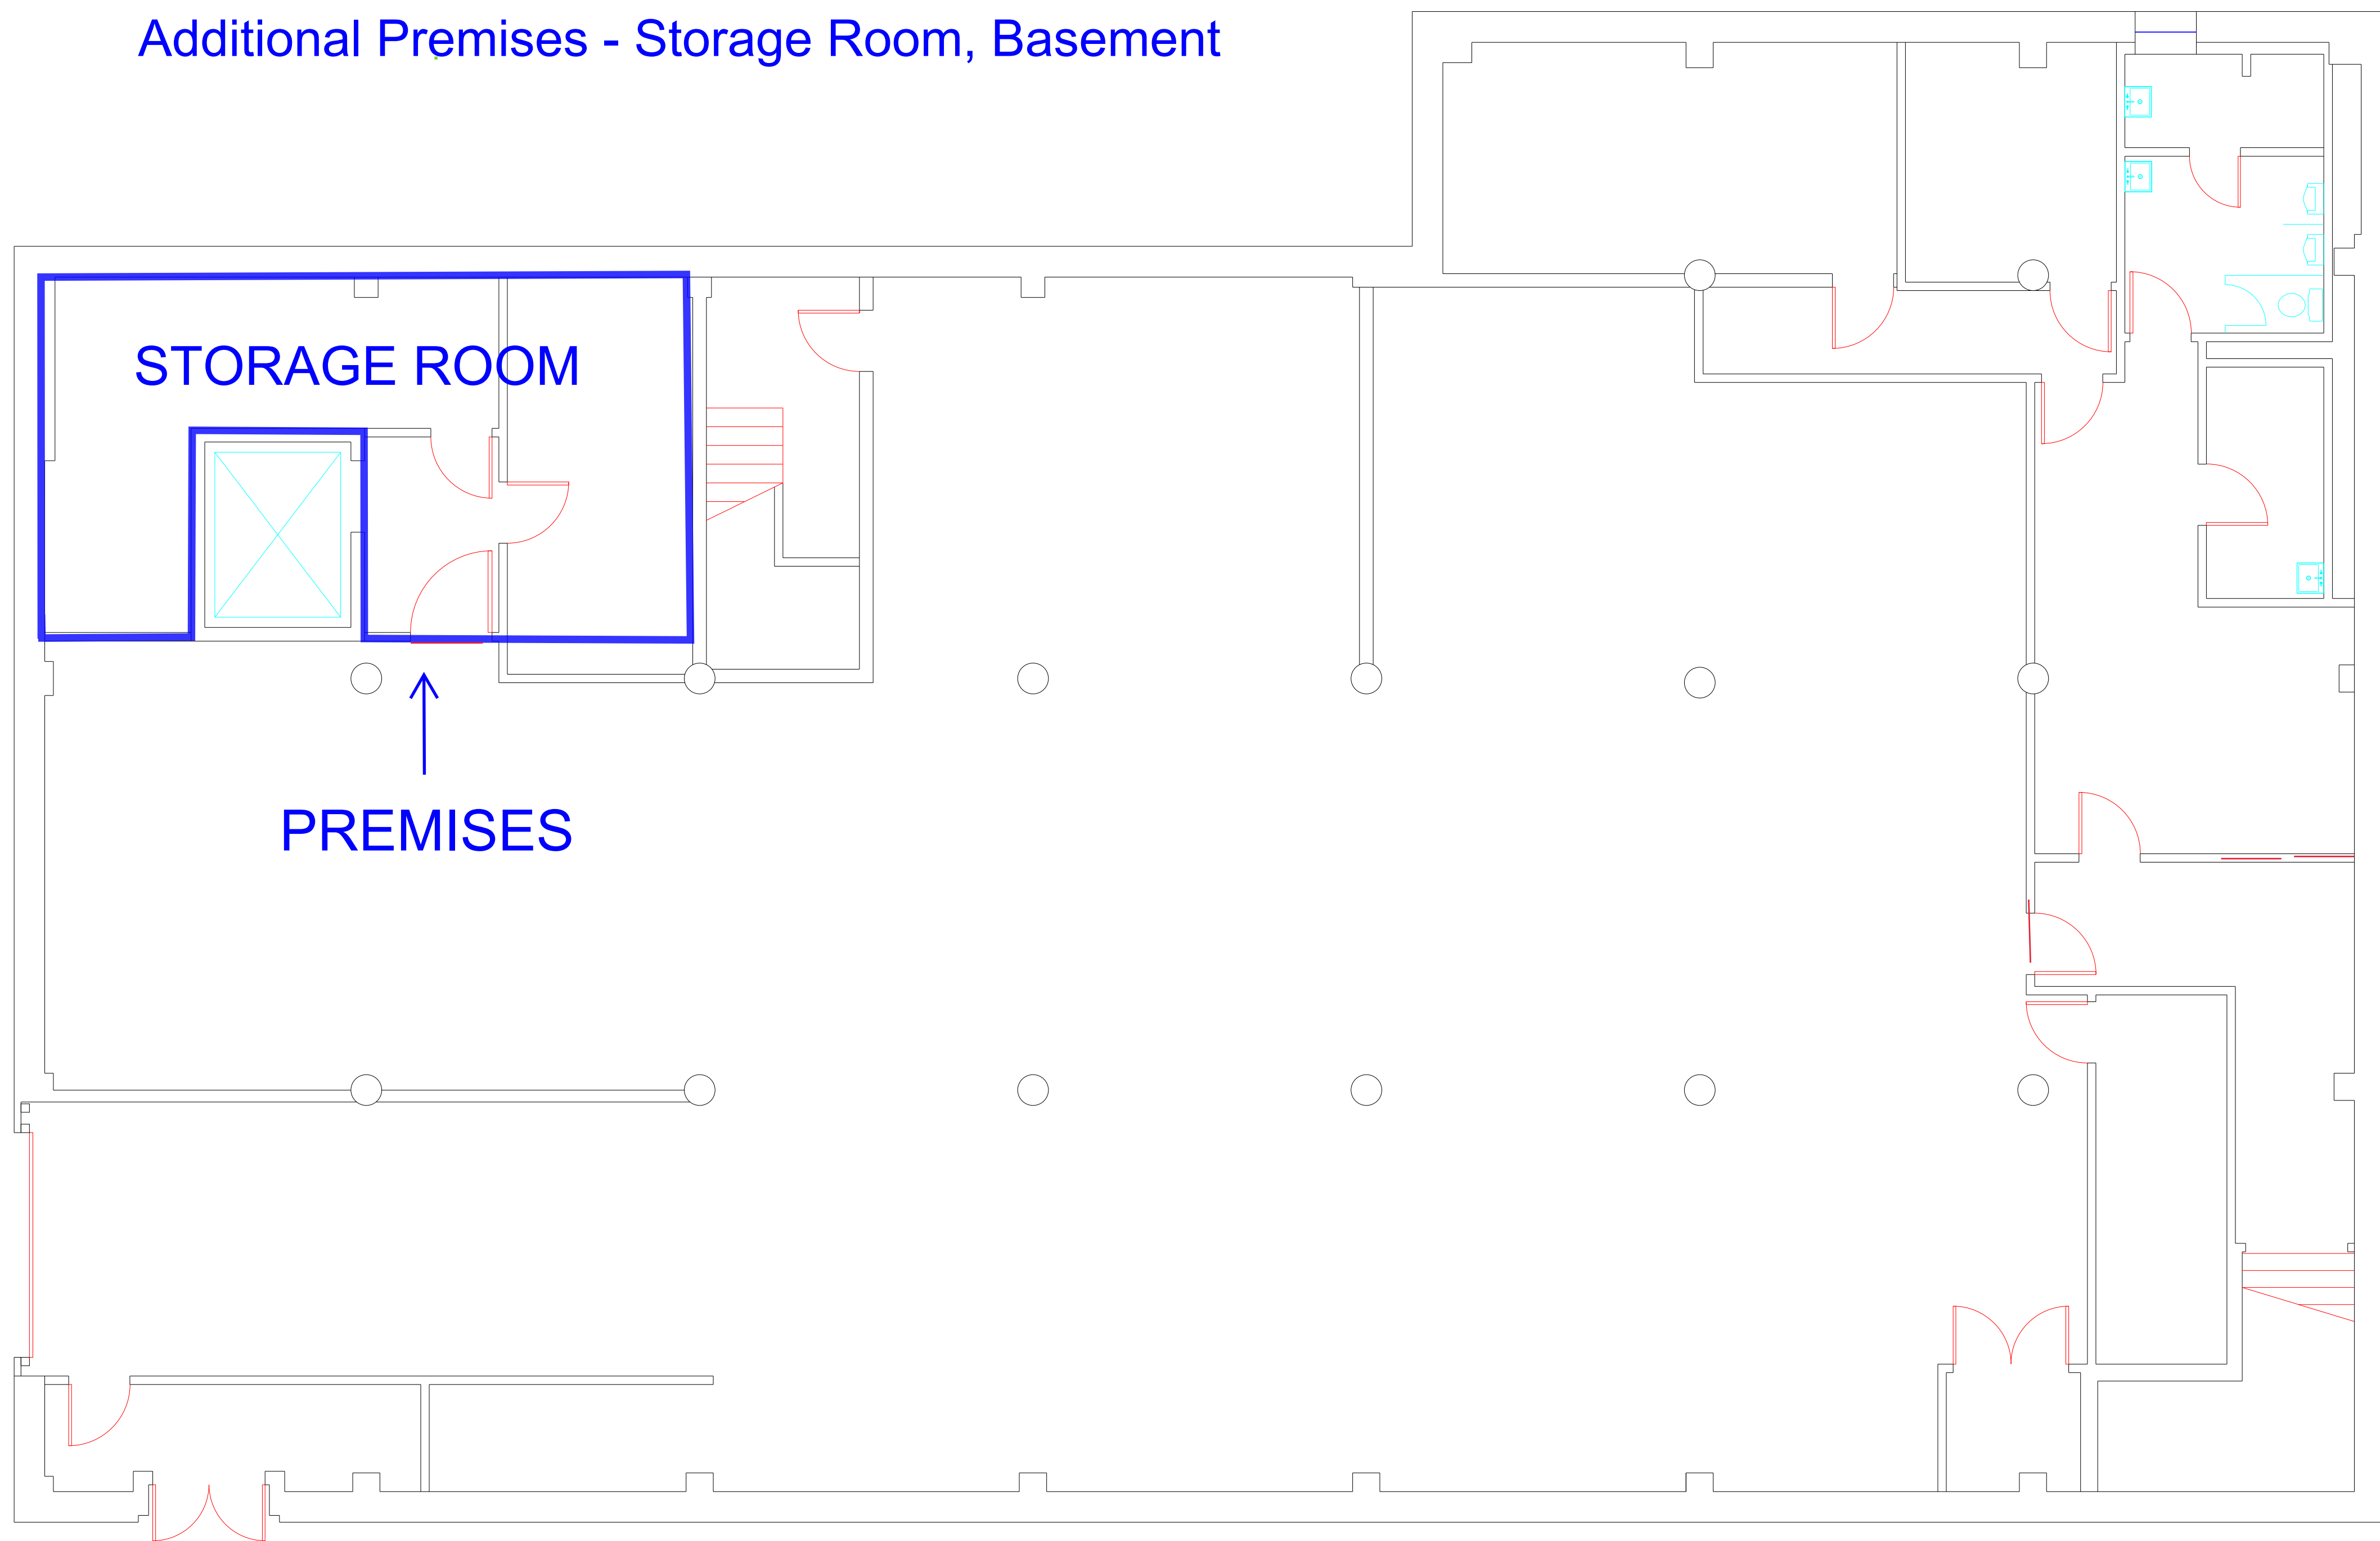 Additional Premises - Storage Room, Basement
STORAGE ROOM
PREMISES